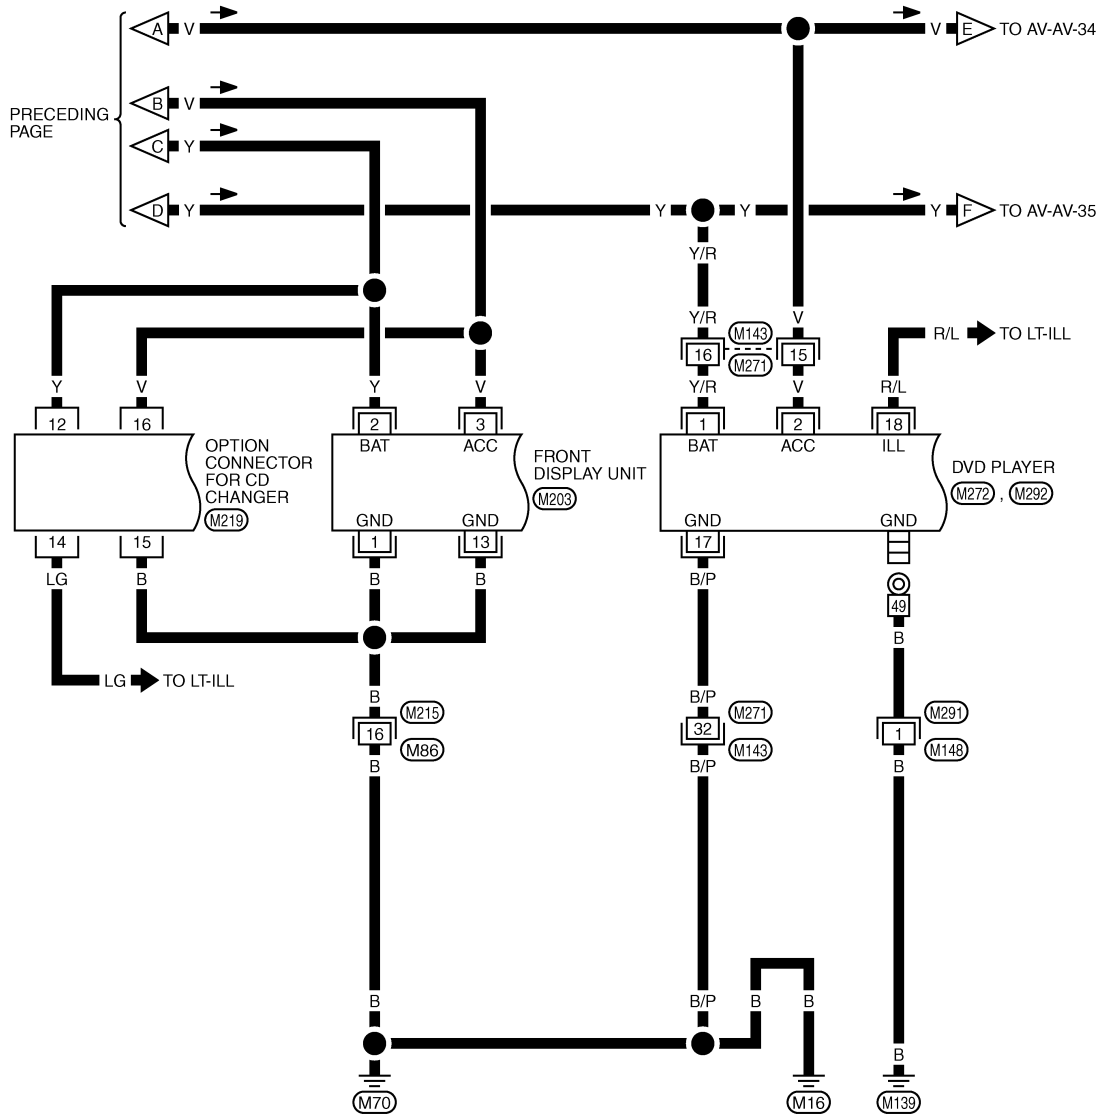 A V V E TO AV-AV-34
B V
PRECEDING
PAGE
C Y
D Y Y Y Y F TO AV-AV-35
Y/R
Y/R V
M143
R/L TO LT-ILL
16 15
M271
Y V Y V Y/R V R/L
12 16 2 3 1 2 18
BAT ACC BAT ACC ILL
OPTION
CONNECTOR
FOR CD
CHANGER
M219
FRONT
DISPLAY UNIT
M203
DVD PLAYER
M272 , M292
GND GND GND GND
14 15 1 13 17
LG B B B B/P
49
B
LG TO LT-ILL
B B/P
M215 M271 M291
16 32 1
M86 M143 M148
B B/P B
B B/P B B
B
M70 M16 M139